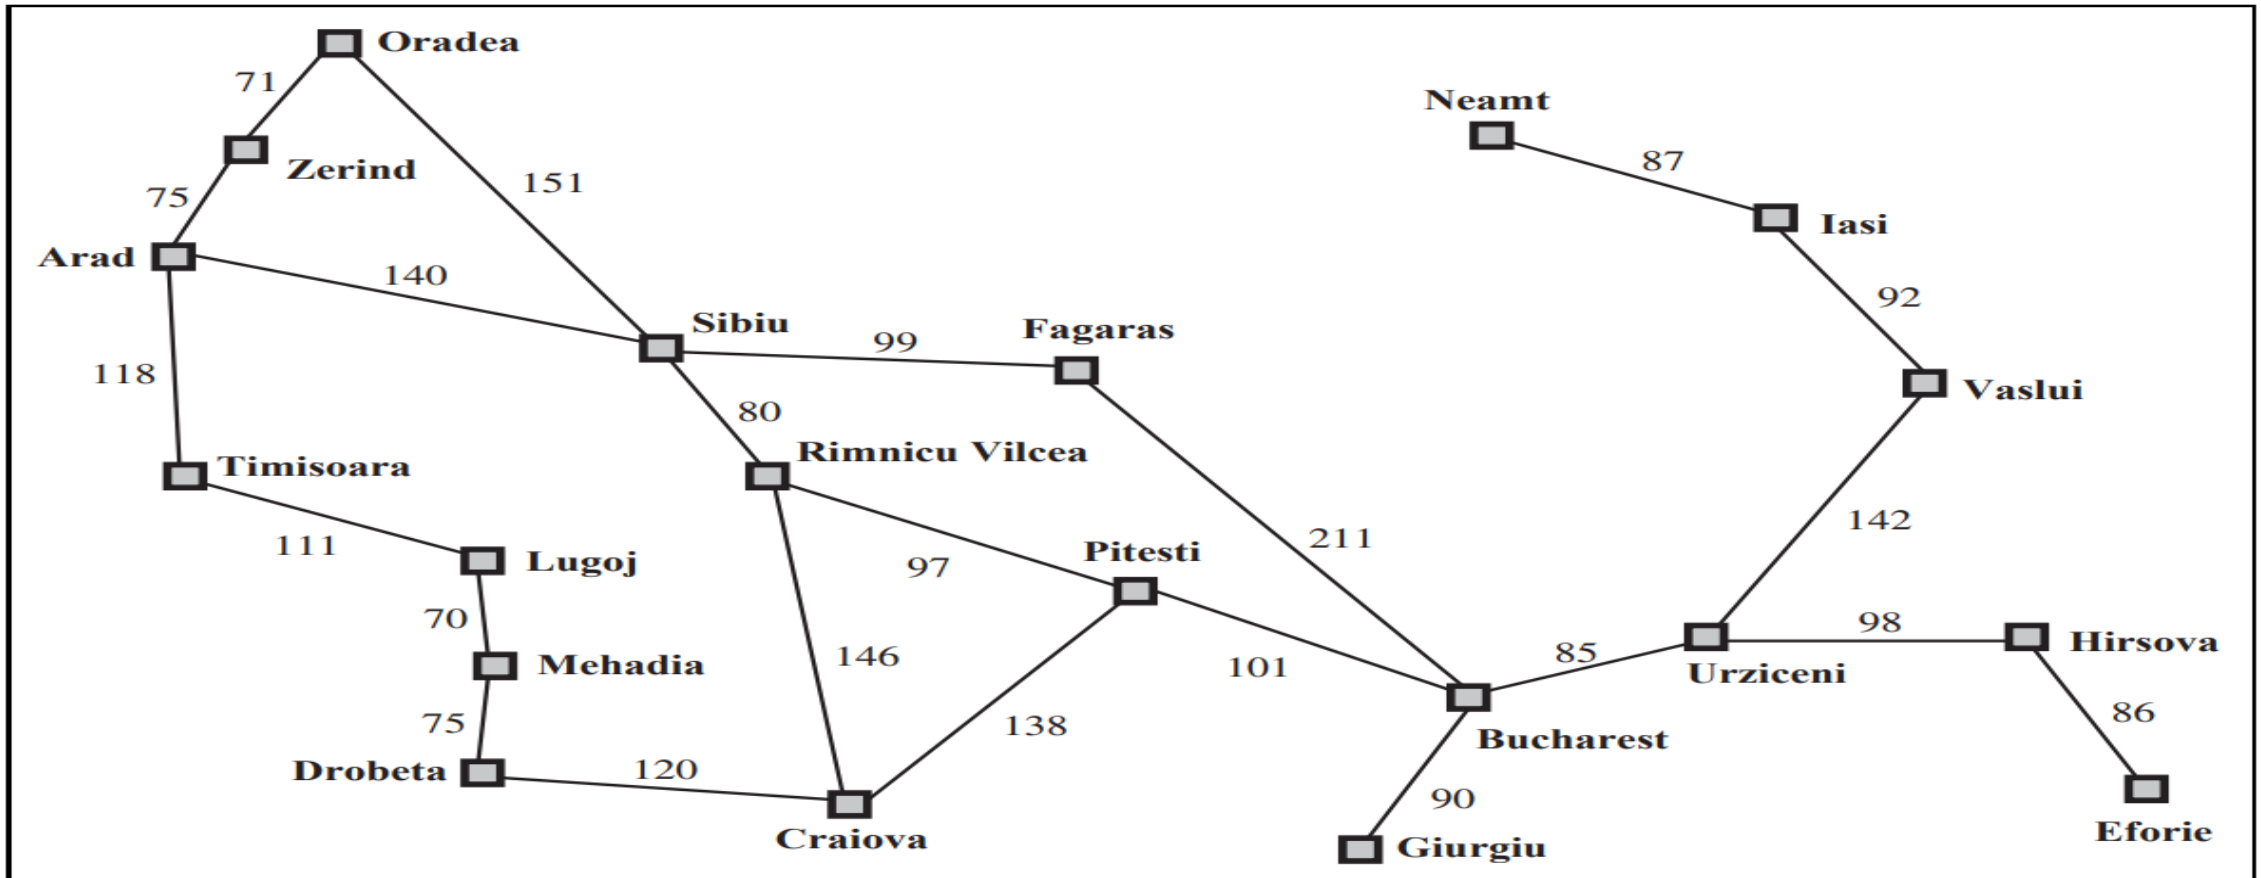 Oradea
71
Neamt
87
Zerind
151
75
Iasi
Arad
140
92
Sibiu
Fagaras
99
118
Vaslui
80
Rimnicu Vilcea
Timisoara
142
211
111
Lugoj
97
Pitesti
70
98
Hirsova
146
85
Mehadia
101
Urziceni
75
138
86
Bucharest
Drobeta
120
90
Eforie
Craiova
Giurgiu